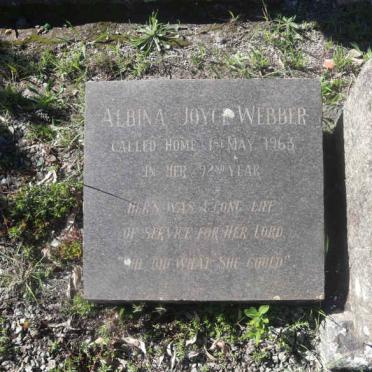 ALBINA JOYCE WEBBER
CALLED HOME 1ST MAY 1963
IN HER 92ND YEAR
HERS WAS A LONG LIFE
OF SERVICE FOR HER LORD.
"SHE DID WHAT SHE COULD"